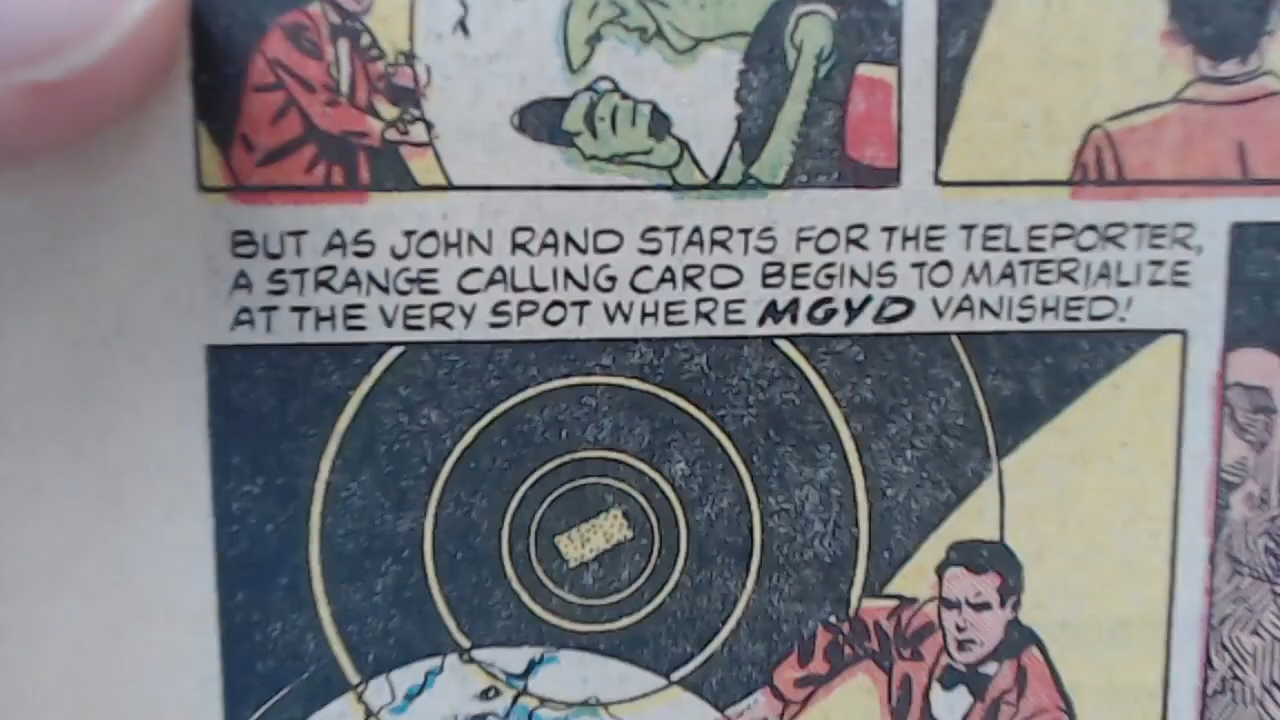 BUT AS JOHN RAND STARTS FOR THE TELEPORTER,
A STRANGE CALLING CARD BEGINS TO MATERIALIZE
AT THE VERY SPOT WHERE MGYD VANISHED!